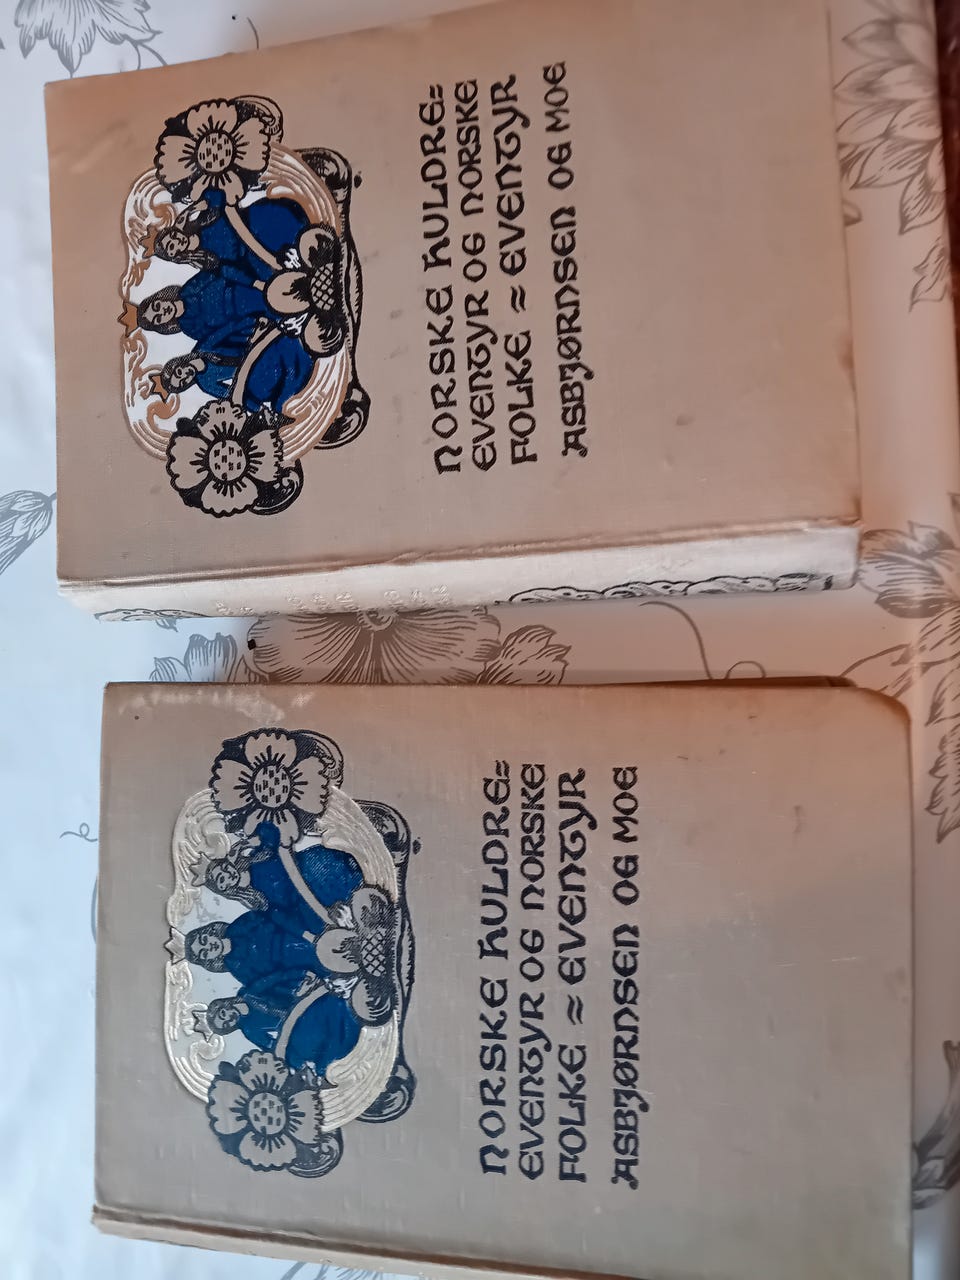 NORSKE HULDRE=
EVENTYR OG NORSKE
FOLKE = EVENTYR
ASBJØRNSEN OG MOE
NORSKE HULDRE=
EVENTYR OG NORSKE
FOLKE = EVENTYR
ASBJØRNSEN OG MOE